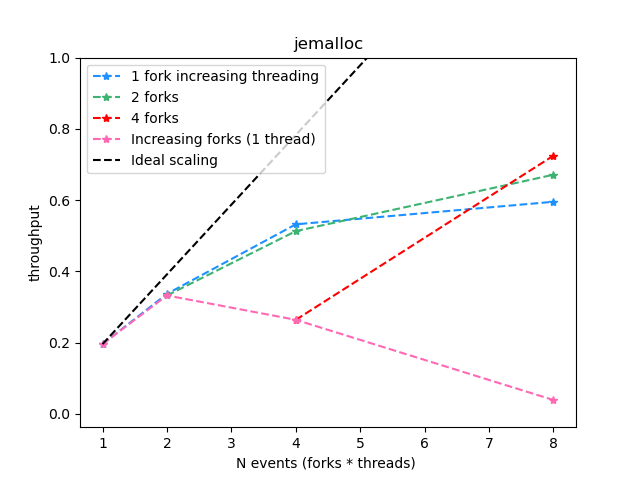 jemalloc
1 fork increasing threading
2 forks
4 forks
Increasing forks (1 thread)
Ideal scaling
throughput
1.0
0.8
0.6
0.4
0.2
0.0
1 2 3 4 5 6 7 8
N events (forks * threads)